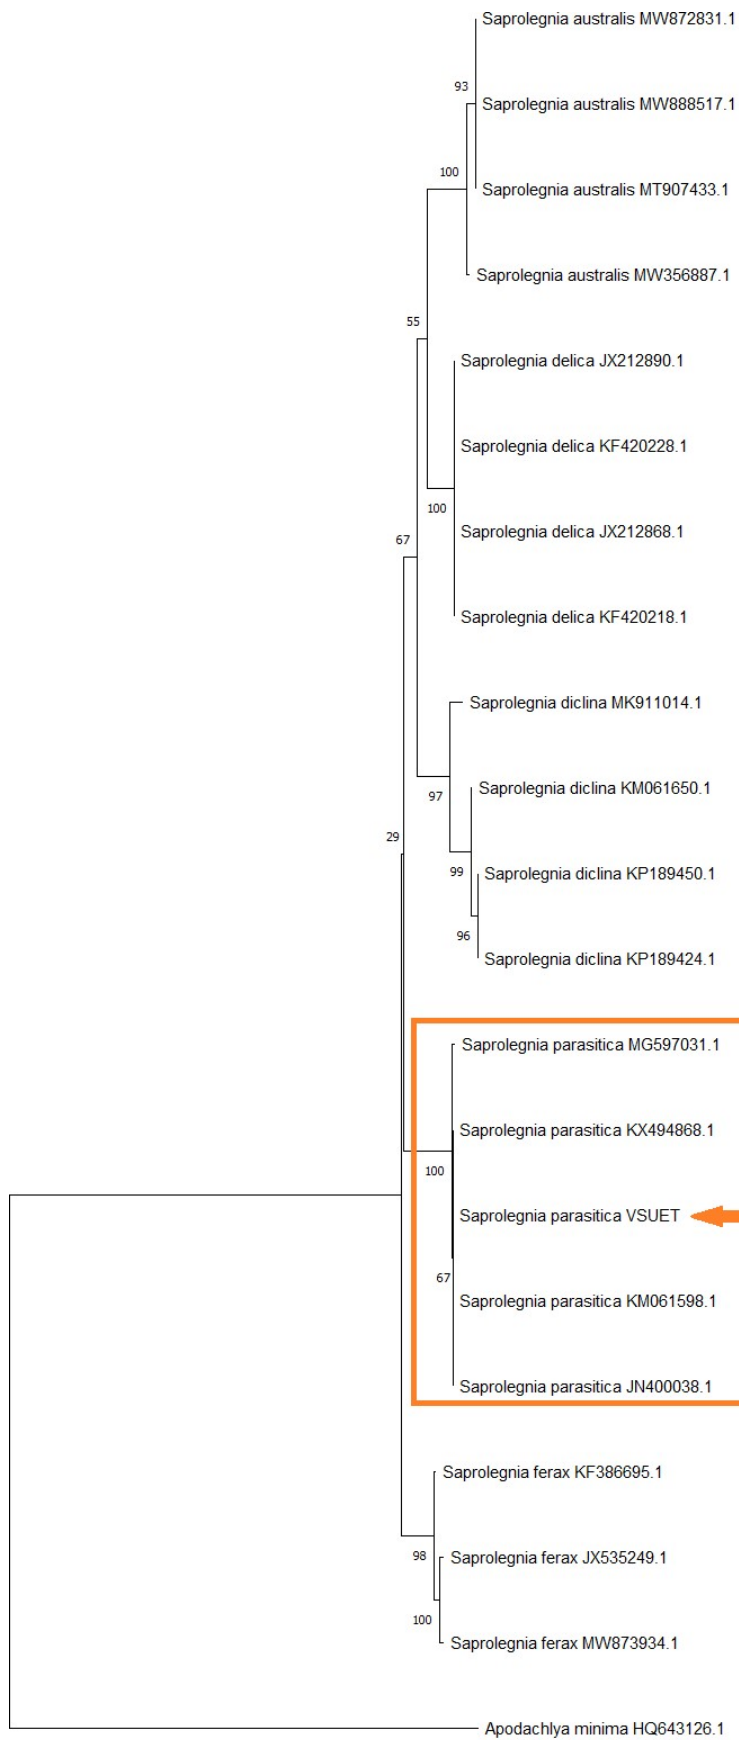 Saprolegnia australis MW872831.1
93
Saprolegnia australis MW888517.1
100
Saprolegnia australis MT907433.1
Saprolegnia australis MW356887.1
55
Saprolegnia delica JX212890.1
Saprolegnia delica KF420228.1
100
Saprolegnia delica JX212868.1
67
Saprolegnia delica KF420218.1
Saprolegnia diclina MK911014.1
97
Saprolegnia diclina KM061650.1
29
99
Saprolegnia diclina KP189450.1
96
Saprolegnia diclina KP189424.1
Saprolegnia parasitica MG597031.1
Saprolegnia parasitica KX494868.1
100
Saprolegnia parasitica VSUET
67
Saprolegnia parasitica KM061598.1
Saprolegnia parasitica JN400038.1
Saprolegnia ferax KF386695.1
98
Saprolegnia ferax JX535249.1
100
Saprolegnia ferax MW873934.1
Apodachlya minima HQ643126.1